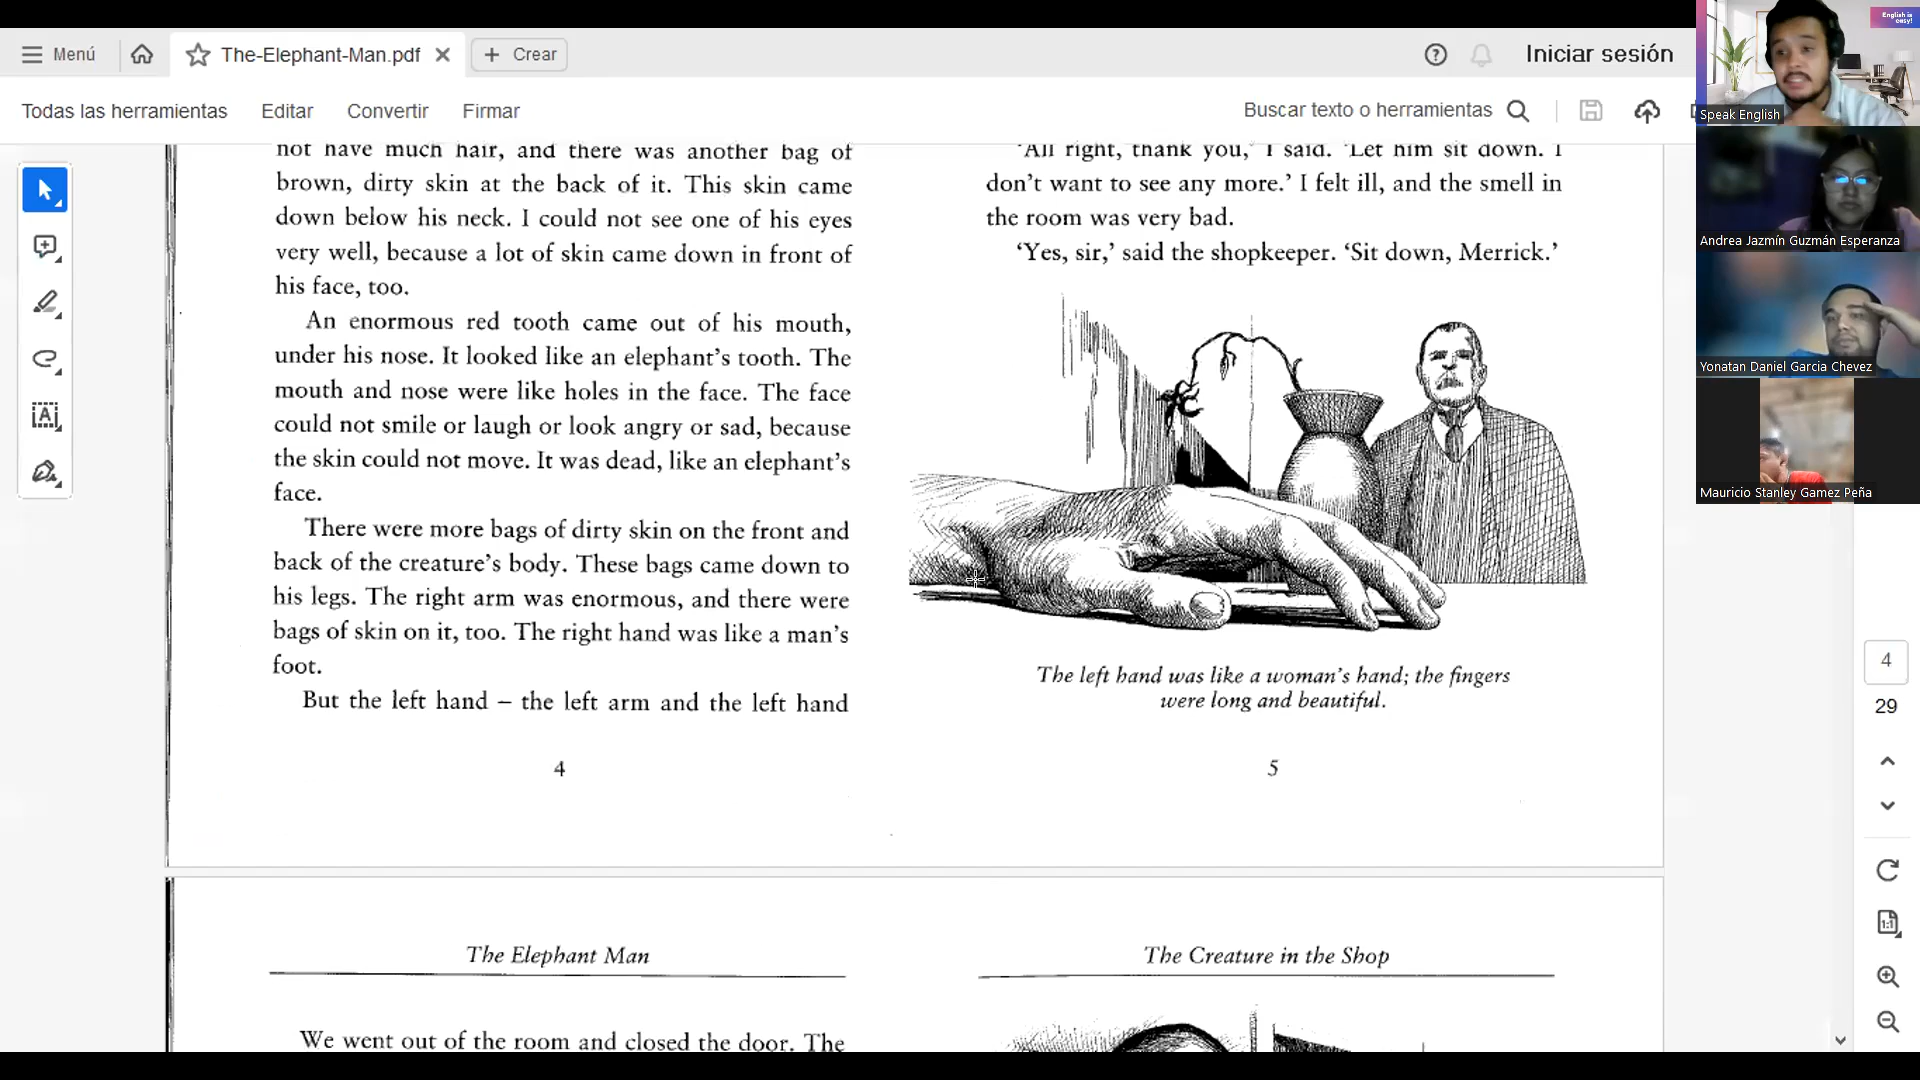 Menú
The-Elephant-Man.pdf
Crear
Iniciar sesión
Todas las herramientas
Editar
Convertir
Firmar
Buscar texto o herramientas
not have much hair, and there was another bag of
brown, dirty skin at the back of it. This skin came
down below his neck. I could not see one of his eyes
very well, because a lot of skin came down in front of
his face, too.
An enormous red tooth came out of his mouth,
under his nose. It looked like an elephant's tooth. The
mouth and nose were like holes in the face. The face
could not smile or laugh or look angry or sad, because
the skin could not move. It was dead, like an elephant's
face.
There were more bags of dirty skin on the front and
back of the creature's body. These bags came down to
his legs. The right arm was enormous, and there were
bags of skin on it, too. The right hand was like a man's
foot.
But the left hand – the left arm and the left hand
4
'All right, thank you,' I said. 'Let him sit down. I
don't want to see any more.' I felt ill, and the smell in
the room was very bad.
'Yes, sir,' said the shopkeeper. 'Sit down, Merrick.'
The left hand was like a woman's hand; the fingers
were long and beautiful.
5
The Elephant Man
We went out of the room and closed the door. The
The Creature in the Shop
English is
easy!
Speak English
Andrea Jazmín Guzmán Esperanza
Yonatan Daniel Garcia Chevez
Mauricio Stanley Gamez Peña
4
29
1:1